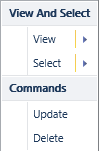 View And Select
View
Select
Commands
Update
Delete